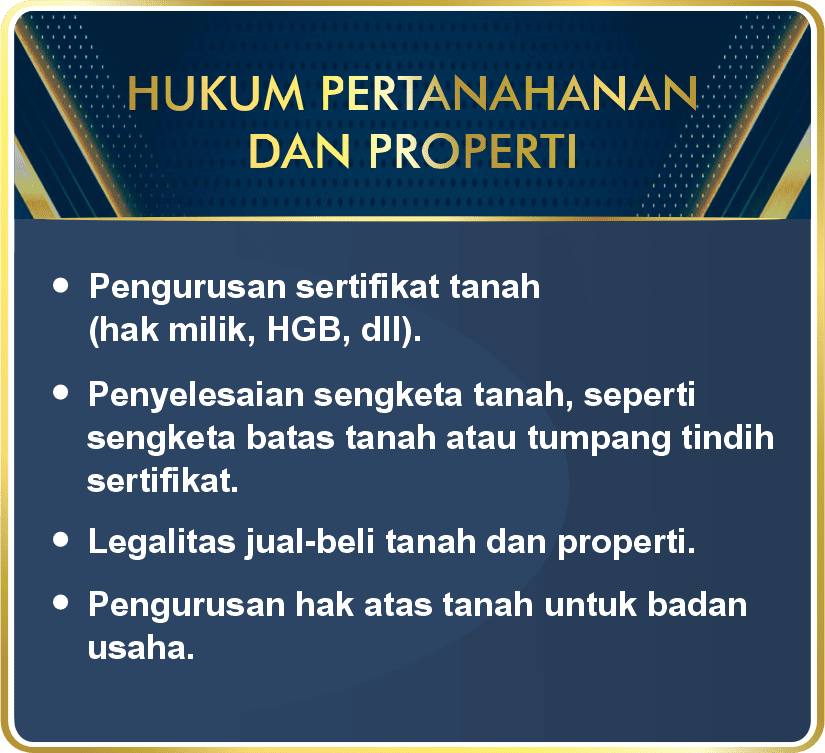 HUKUM PERTANAHANAN
DAN PROPERTI
• Pengurusan sertifikat tanah
(hak milik, HGB, dll).
• Penyelesaian sengketa tanah, seperti
sengketa batas tanah atau tumpang tindih
sertifikat.
• Legalitas jual-beli tanah dan properti.
• Pengurusan hak atas tanah untuk badan
usaha.